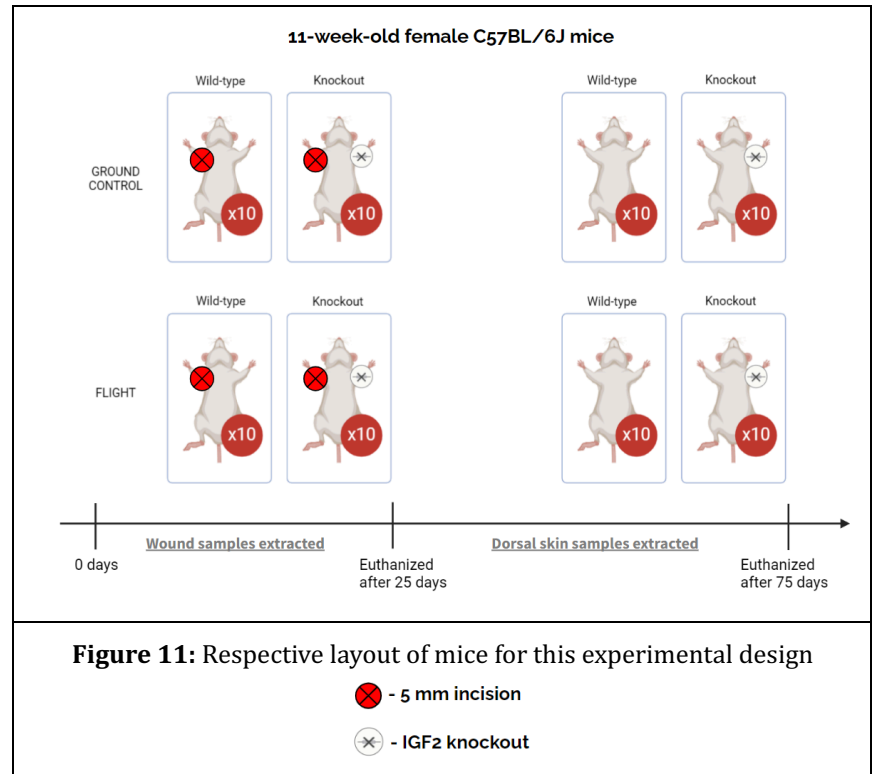 11-week-old female C57BL/6J mice
Wild-type
Knockout
Wild-type
Knockout
GROUND
CONTROL
x10
x10
x10
x10
Wild-type
Knockout
Wild-type
Knockout
FLIGHT
x10
x10
x10
x10
Wound samples extracted
Dorsal skin samples extracted
0 days
Euthanized
after 25 days
Euthanized
after 75 days
Figure 11: Respective layout of mice for this experimental design
- 5 mm incision
- IGF2 knockout